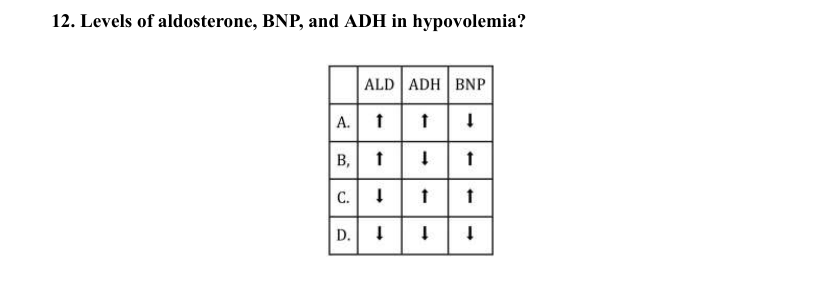 12. Levels of aldosterone, BNP, and ADH in hypovolemia?
ALD ADH BNP
A. ↑ ↑ ↓
B, ↑ ↓ ↑
C. ↓ ↑ ↑
D. ↓ ↓ ↓